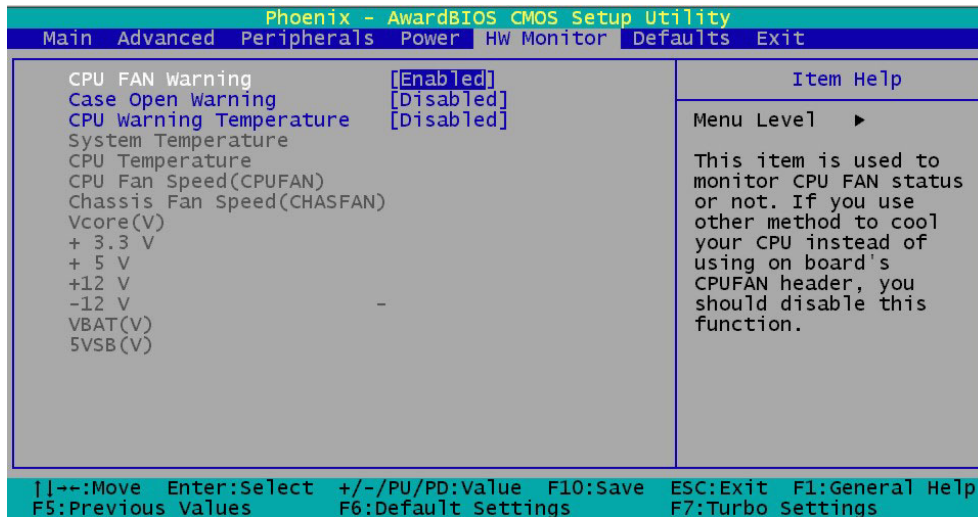 Phoenix - AwardBIOS CMOS Setup Utility
Main Advanced Peripherals Power HW Monitor Defaults Exit
CPU FAN Warning [Enabled]
Case Open Warning [Disabled]
CPU Warning Temperature [Disabled]
System Temperature
CPU Temperature
CPU Fan Speed(CPUFAN)
Chassis Fan Speed(CHASFAN)
Vcore(V)
+ 3.3 V
+ 5 V
+12 V
-12 V -
VBAT(V)
5VSB(V)
Item Help
Menu Level ▶
This item is used to
monitor CPU FAN status
or not. If you use
other method to cool
your CPU instead of
using on board's
CPUFAN header, you
should disable this
function.
↑↓→←:Move Enter:Select +/-/PU/PD:Value F10:Save ESC:Exit F1:General Help
F5:Previous Values F6:Default Settings F7:Turbo Settings